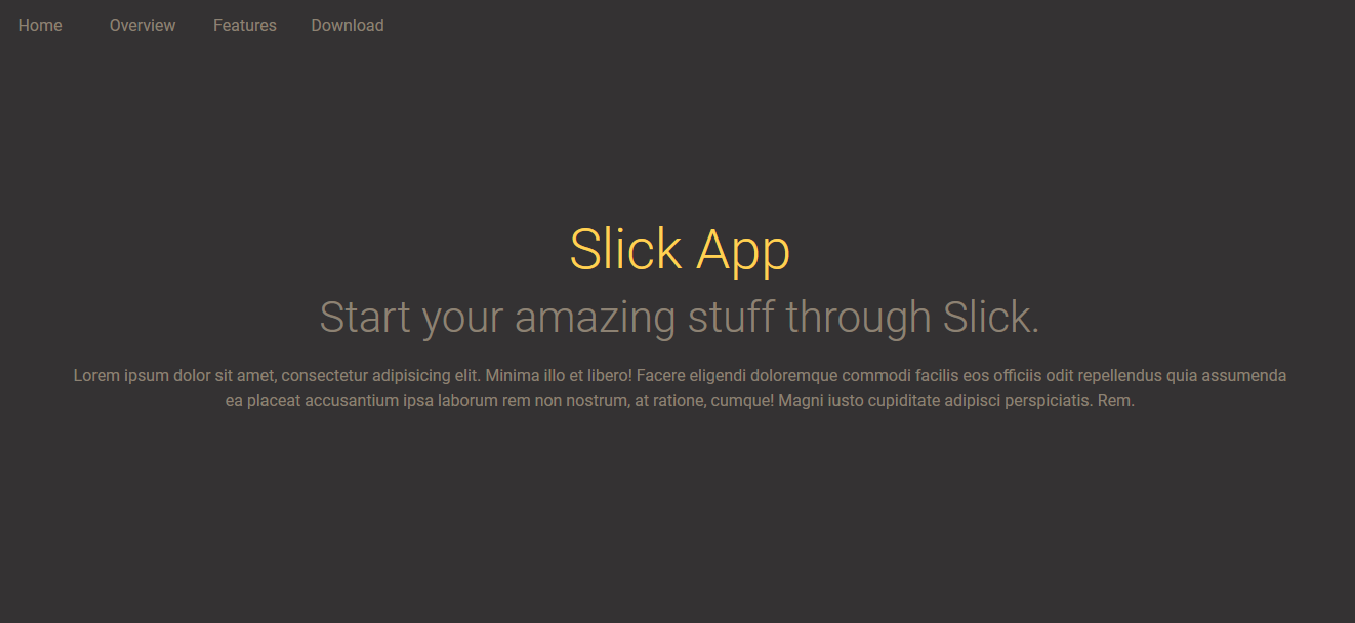 Home Overview Features Download
Slick App
Start your amazing stuff through Slick.
Lorem ipsum dolor sit amet, consectetur adipisicing elit. Minima illo et libero! Facere eligendi doloremque commodi facilis eos officiis odit repellendus quia assumenda
ea placeat accusantium ipsa laborum rem non nostrum, at ratione, cumque! Magni iusto cupiditate adipisci perspiciatis. Rem.